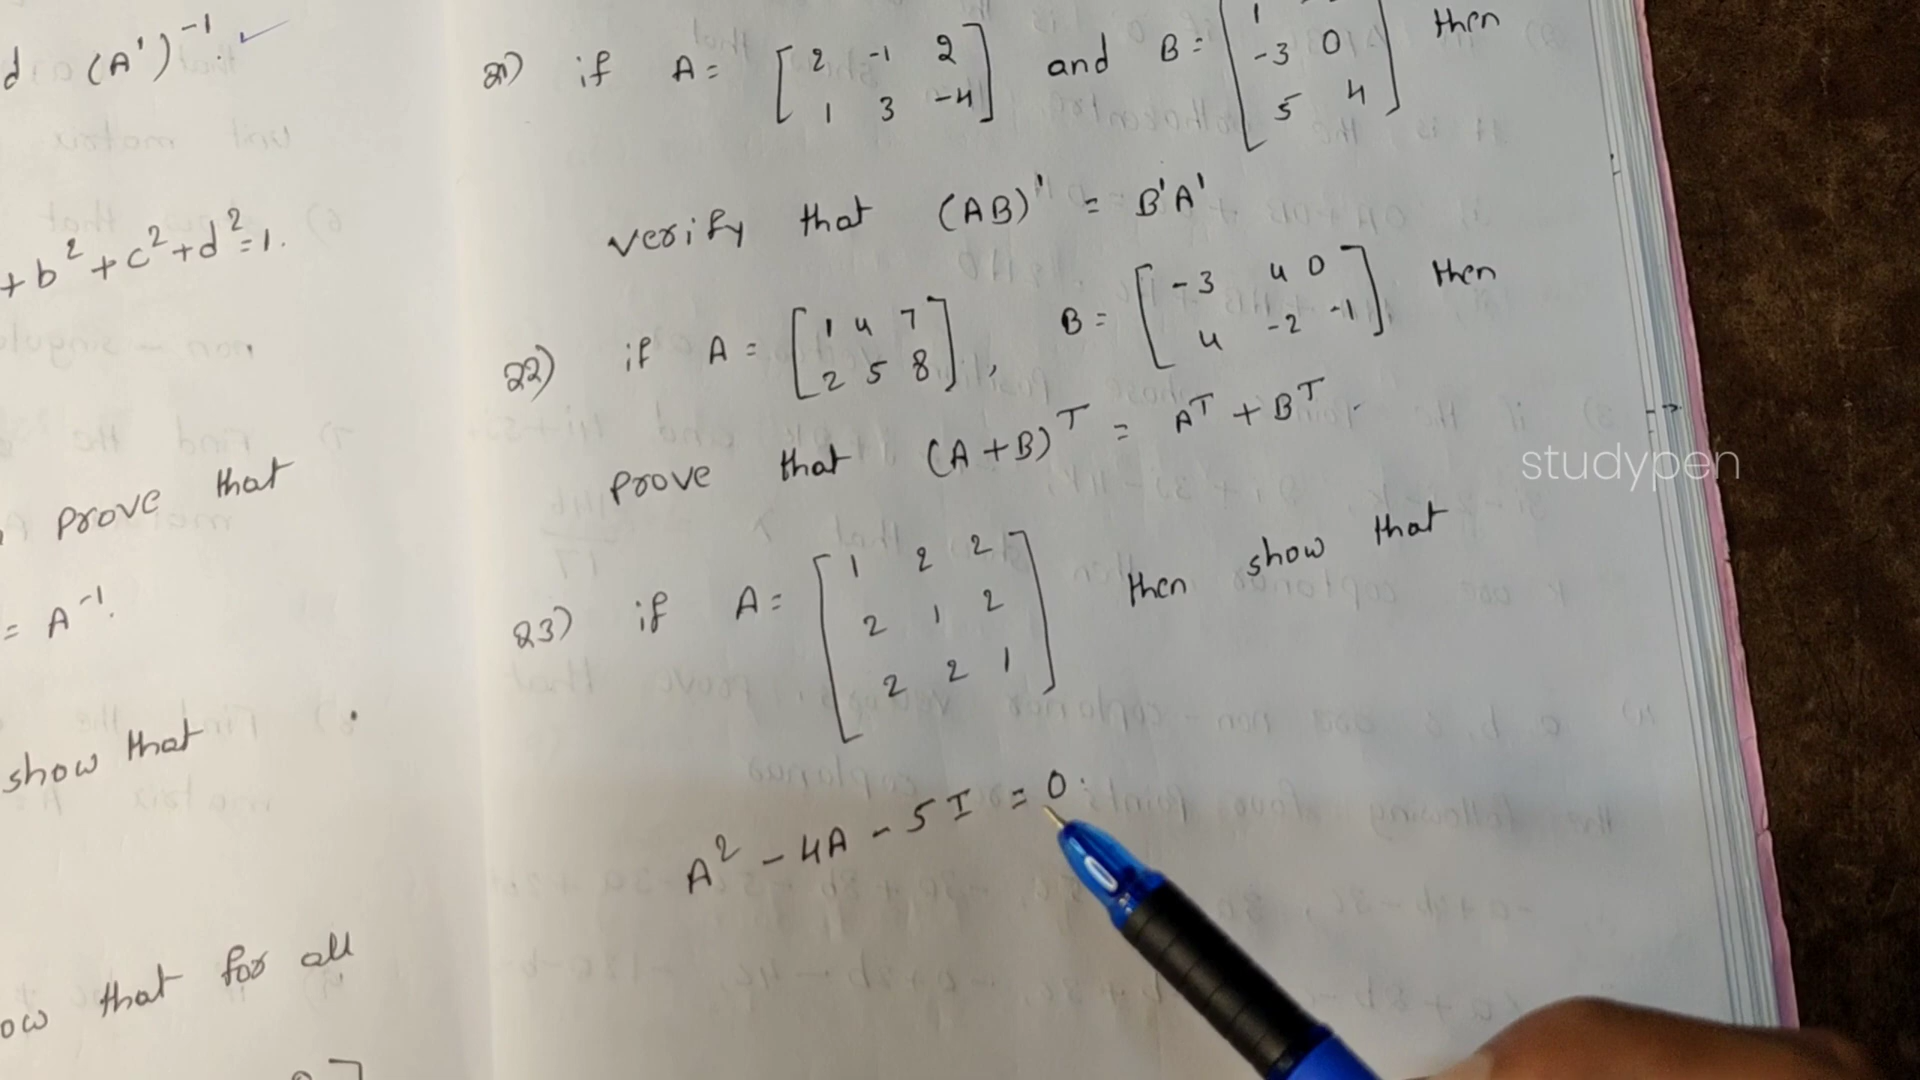 d (A')⁻¹.
+ b² + c² + d² = 1.
prove that
= A⁻¹.
show that
ow that for all
21) if A = [ 2 -1 2
1 3 -4 ] and B = [ 1
-3 0
5 4 ] then
verify that (AB)' = B'A'
22) if A = [ 1 4 7
2 5 8 ], B = [ -3 4 0
4 -2 -1 ] then
prove that (A+B)ᵀ = Aᵀ + Bᵀ.
23) if A = [ 1 2 2
2 1 2
2 2 1 ] then show that
A² - 4A - 5I = 0.
studypen